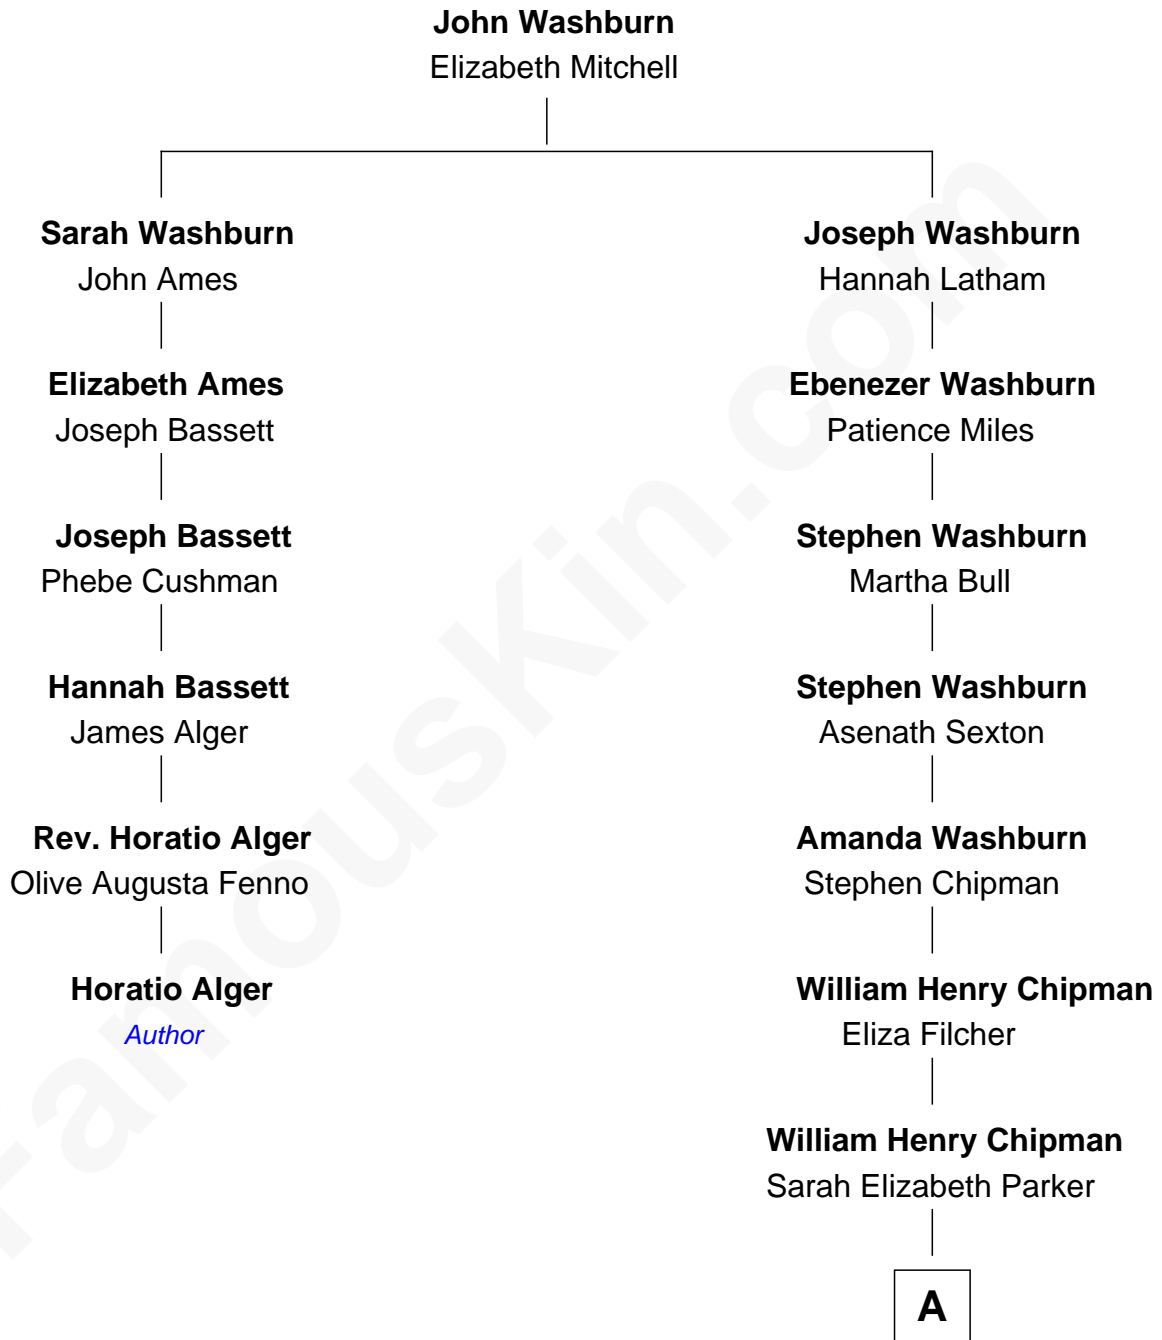 John Washburn
Elizabeth Mitchell
Sarah Washburn
John Ames
Elizabeth Ames
Joseph Bassett
Joseph Bassett
Phebe Cushman
Hannah Bassett
James Alger
Rev. Horatio Alger
Olive Augusta Fenno
Horatio Alger
Author
Joseph Washburn
Hannah Latham
Ebenezer Washburn
Patience Miles
Stephen Washburn
Martha Bull
Stephen Washburn
Asenath Sexton
Amanda Washburn
Stephen Chipman
William Henry Chipman
Eliza Filcher
William Henry Chipman
Sarah Elizabeth Parker
A
FamousKin.com